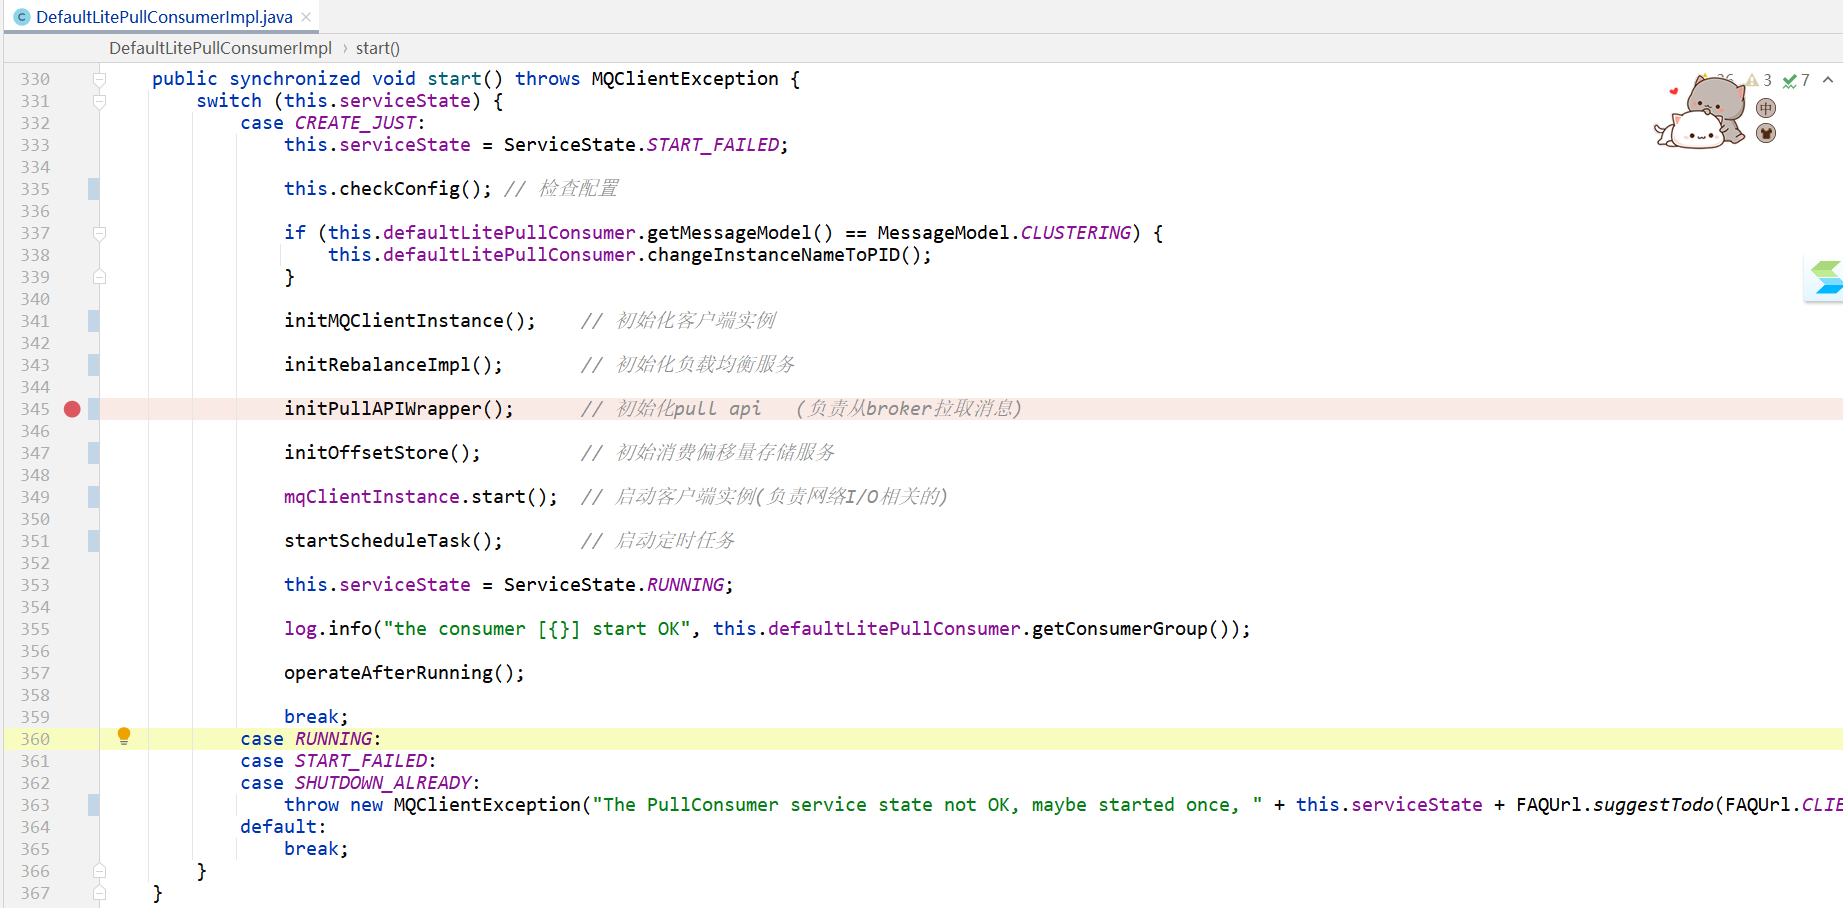 DefaultLitePullConsumerImpl.java
DefaultLitePullConsumerImpl › start()
3 7
中
330 public synchronized void start() throws MQClientException {
331 switch (this.serviceState) {
332 case CREATE_JUST:
333 this.serviceState = ServiceState.START_FAILED;
334
335 this.checkConfig(); // 检查配置
336
337 if (this.defaultLitePullConsumer.getMessageModel() == MessageModel.CLUSTERING) {
338 this.defaultLitePullConsumer.changeInstanceNameToPID();
339 }
340
341 initMQClientInstance(); // 初始化客户端实例
342
343 initRebalanceImpl(); // 初始化负载均衡服务
344
345 initPullAPIWrapper(); // 初始化pull api (负责从broker拉取消息)
346
347 initOffsetStore(); // 初始消费偏移量存储服务
348
349 mqClientInstance.start(); // 启动客户端实例(负责网络I/O相关的)
350
351 startScheduleTask(); // 启动定时任务
352
353 this.serviceState = ServiceState.RUNNING;
354
355 log.info("the consumer [{}] start OK", this.defaultLitePullConsumer.getConsumerGroup());
356
357 operateAfterRunning();
358
359 break;
360 case RUNNING:
361 case START_FAILED:
362 case SHUTDOWN_ALREADY:
363 throw new MQClientException("The PullConsumer service state not OK, maybe started once, " + this.serviceState + FAQUrl.suggestTodo(FAQUrl.CLIE
364 default:
365 break;
366 }
367 }